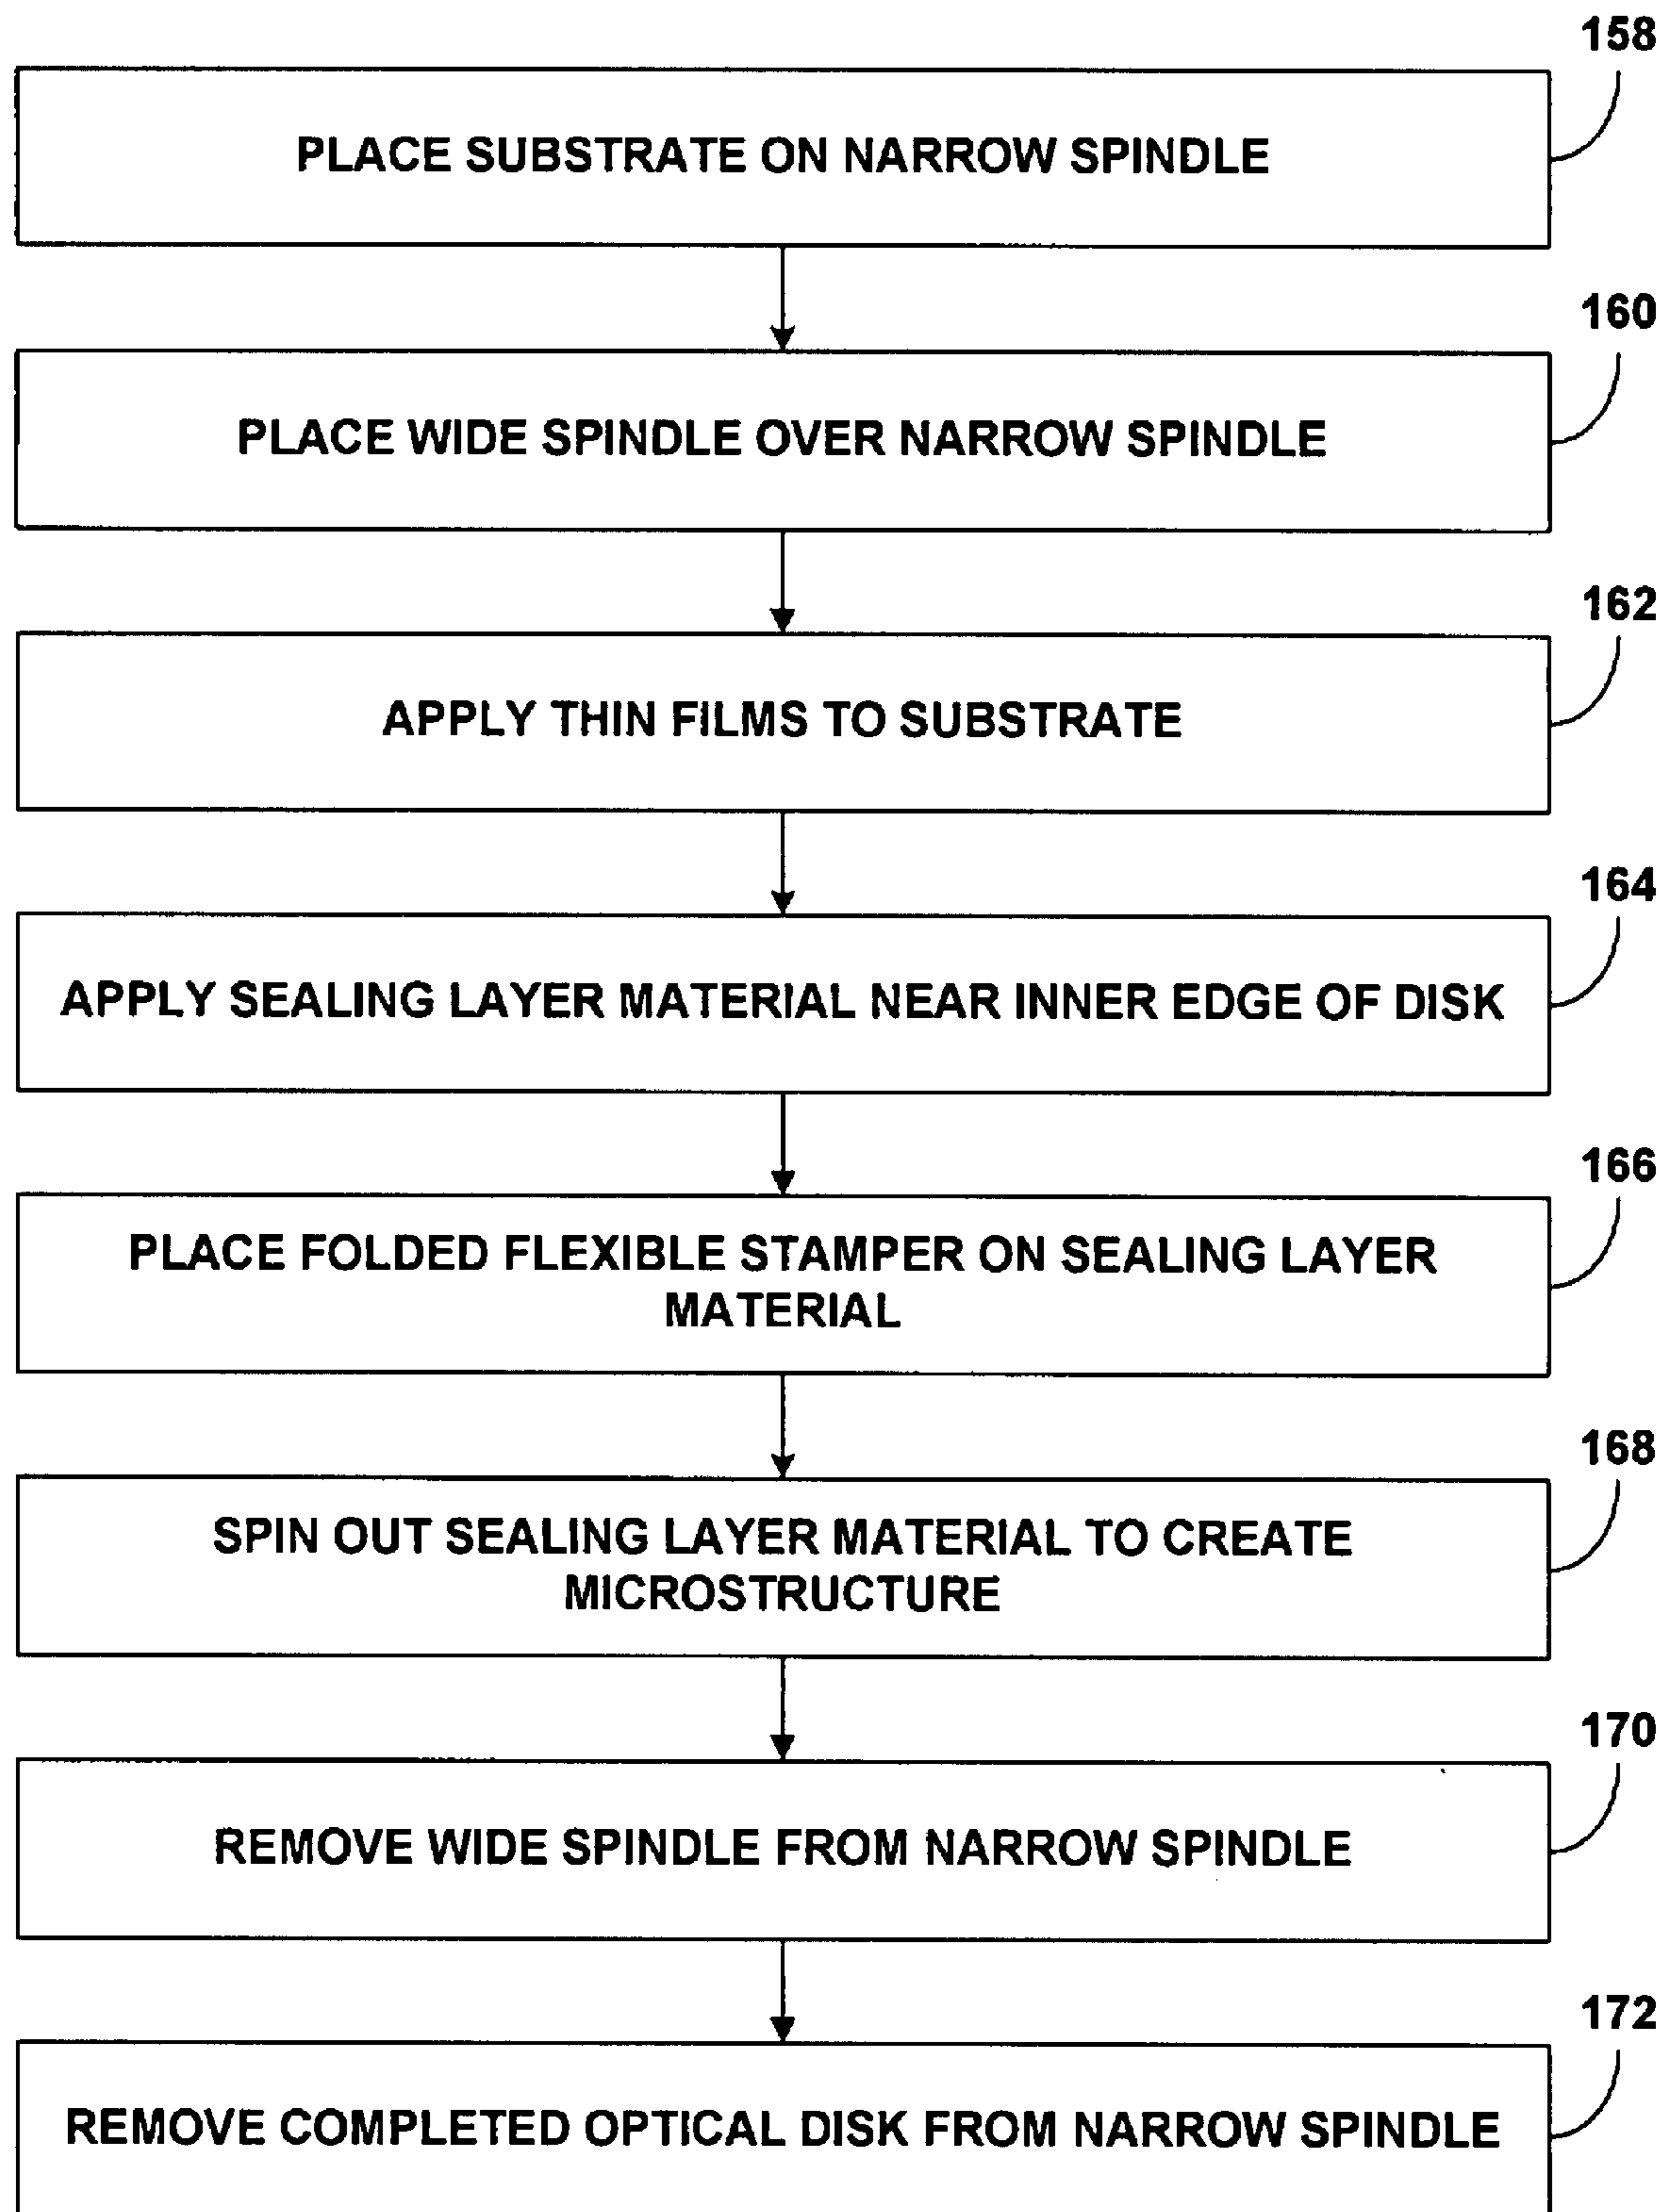 158
PLACE SUBSTRATE ON NARROW SPINDLE
160
PLACE WIDE SPINDLE OVER NARROW SPINDLE
162
APPLY THIN FILMS TO SUBSTRATE
164
APPLY SEALING LAYER MATERIAL NEAR INNER EDGE OF DISK
166
PLACE FOLDED FLEXIBLE STAMPER ON SEALING LAYER
MATERIAL
168
SPIN OUT SEALING LAYER MATERIAL TO CREATE
MICROSTRUCTURE
170
REMOVE WIDE SPINDLE FROM NARROW SPINDLE
172
REMOVE COMPLETED OPTICAL DISK FROM NARROW SPINDLE